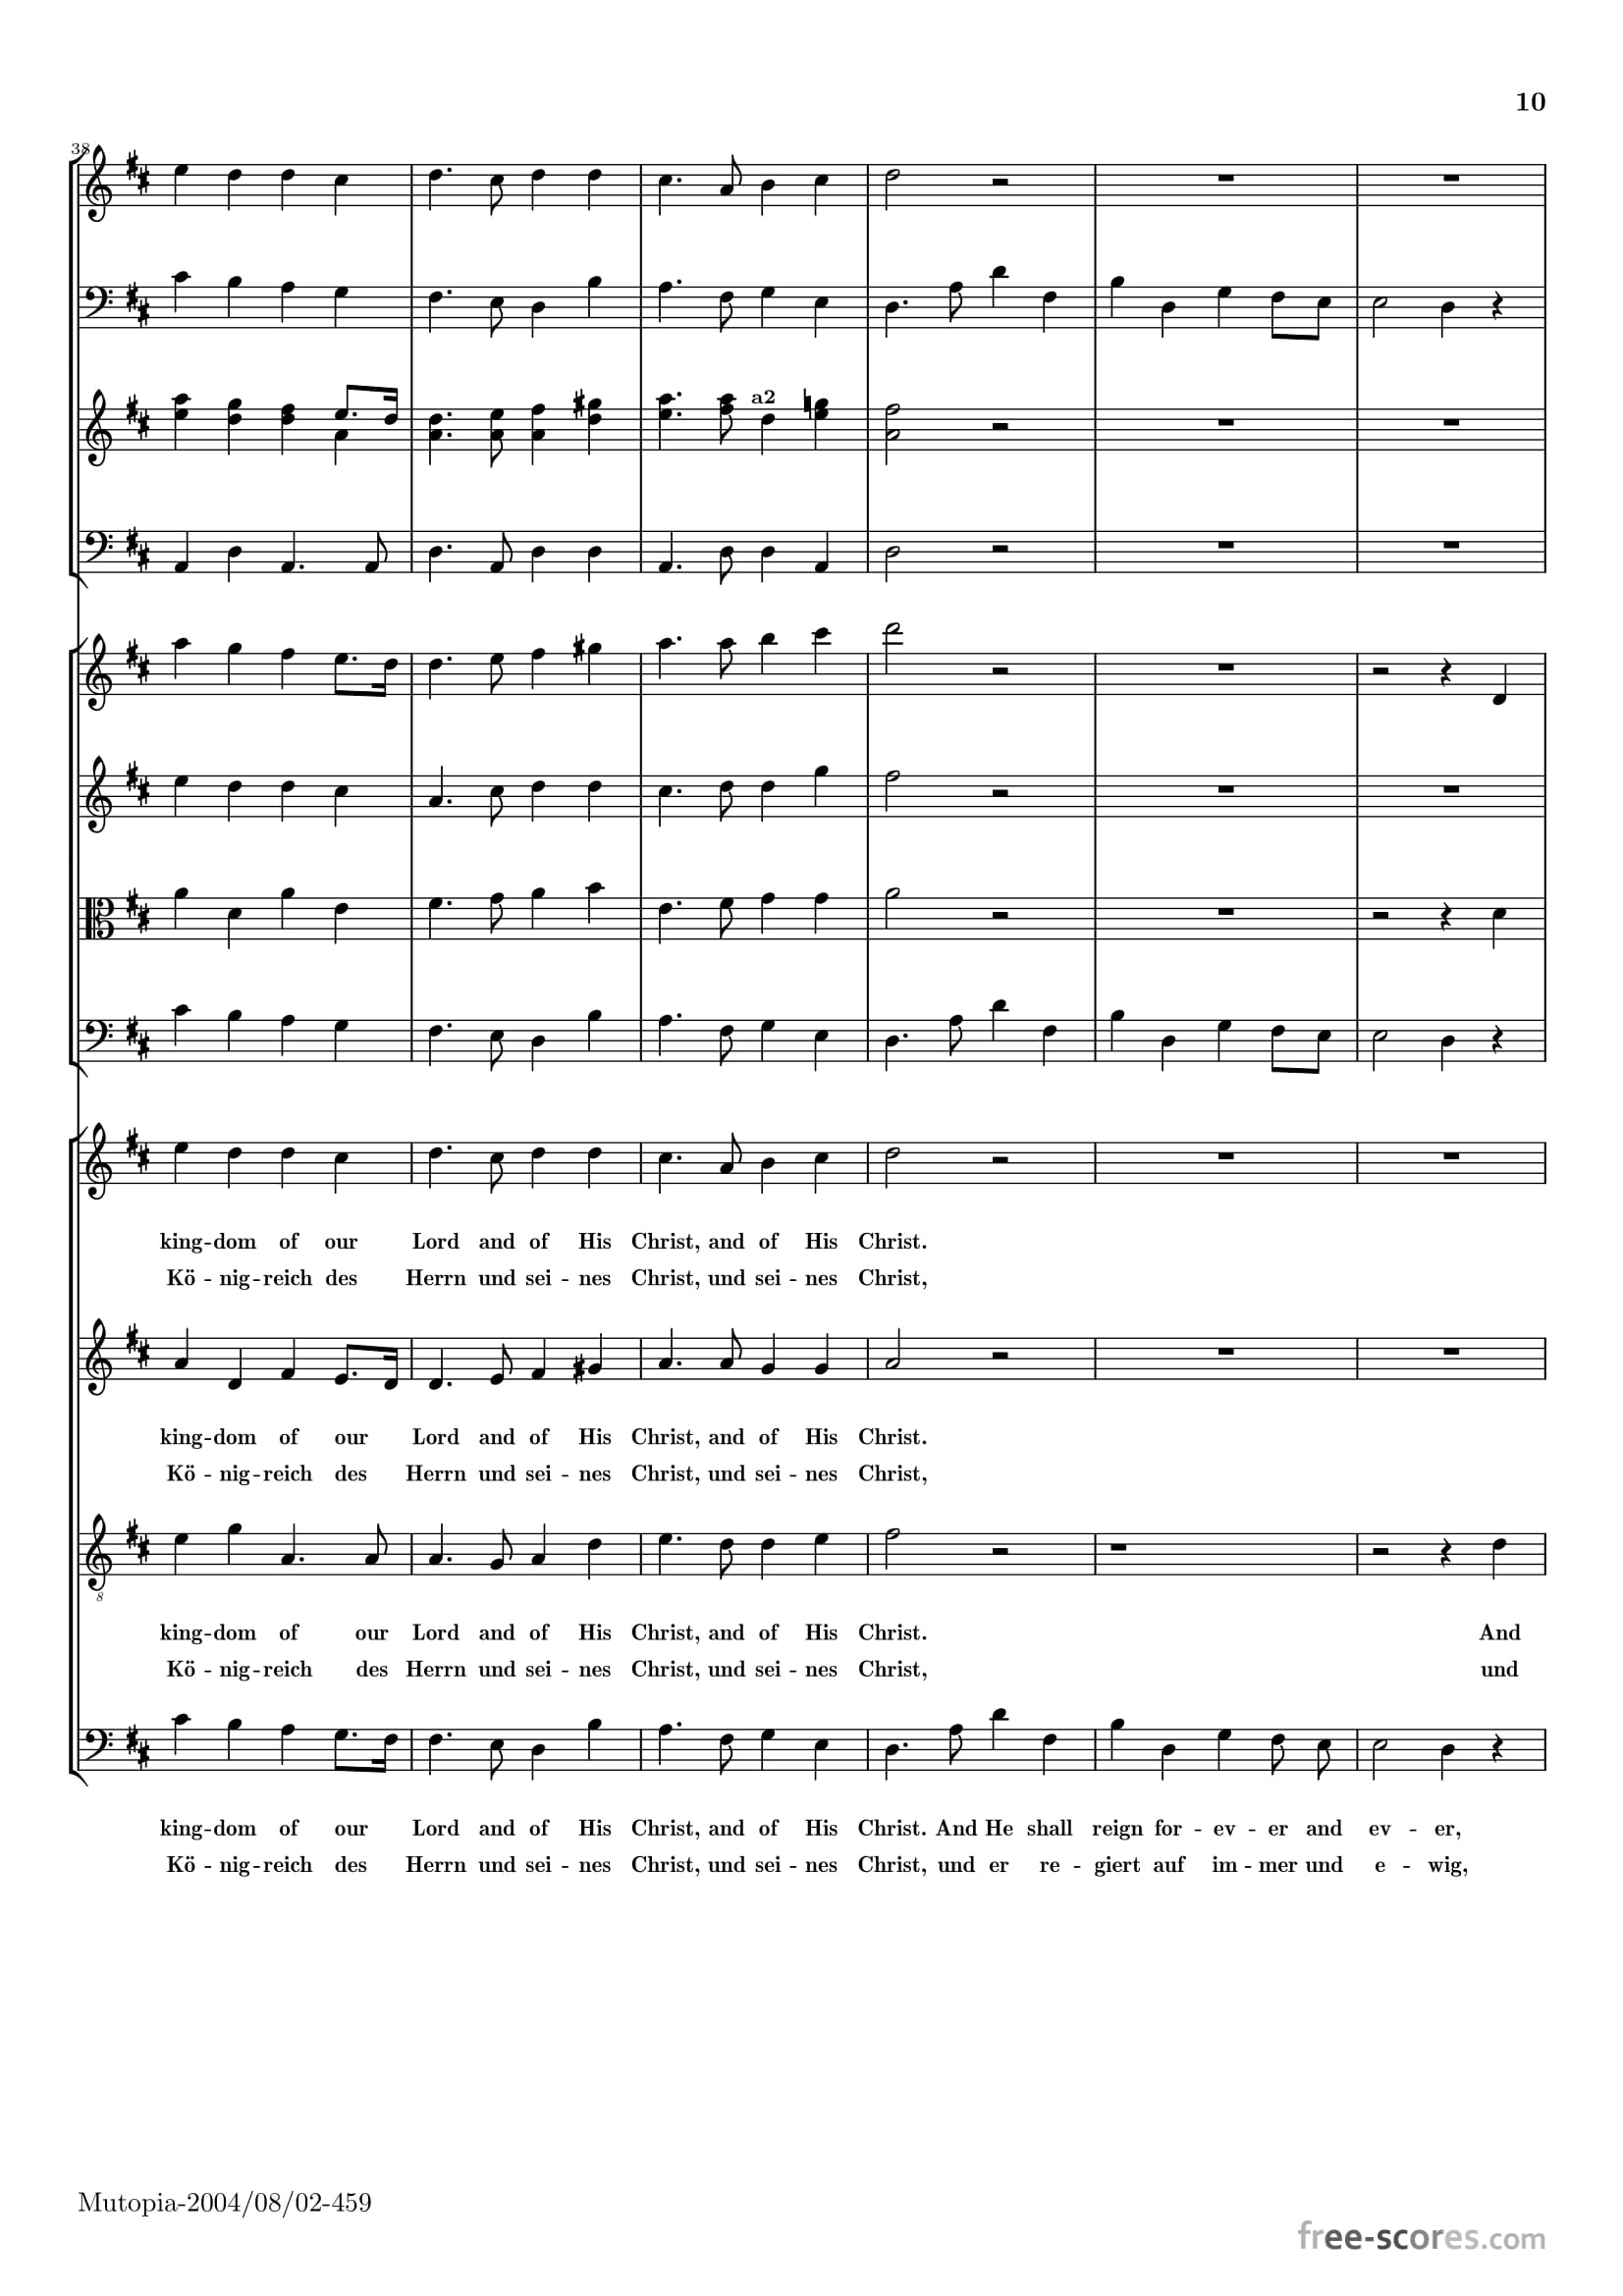 10
38
a2
king -- dom of our Lord and of His Christ, and of His Christ.
Kö -- nig -- reich des Herrn und sei -- nes Christ, und sei -- nes Christ,
king -- dom of our Lord and of His Christ, and of His Christ.
Kö -- nig -- reich des Herrn und sei -- nes Christ, und sei -- nes Christ,
8
king -- dom of our Lord and of His Christ, and of His Christ. And
Kö -- nig -- reich des Herrn und sei -- nes Christ, und sei -- nes Christ, und
king -- dom of our Lord and of His Christ, and of His Christ. And He shall reign for -- ev -- er and ev -- er,
Kö -- nig -- reich des Herrn und sei -- nes Christ, und sei -- nes Christ, und er re -- giert auf im -- mer und e -- wig,
Mutopia-2004/08/02-459
free-scores.com